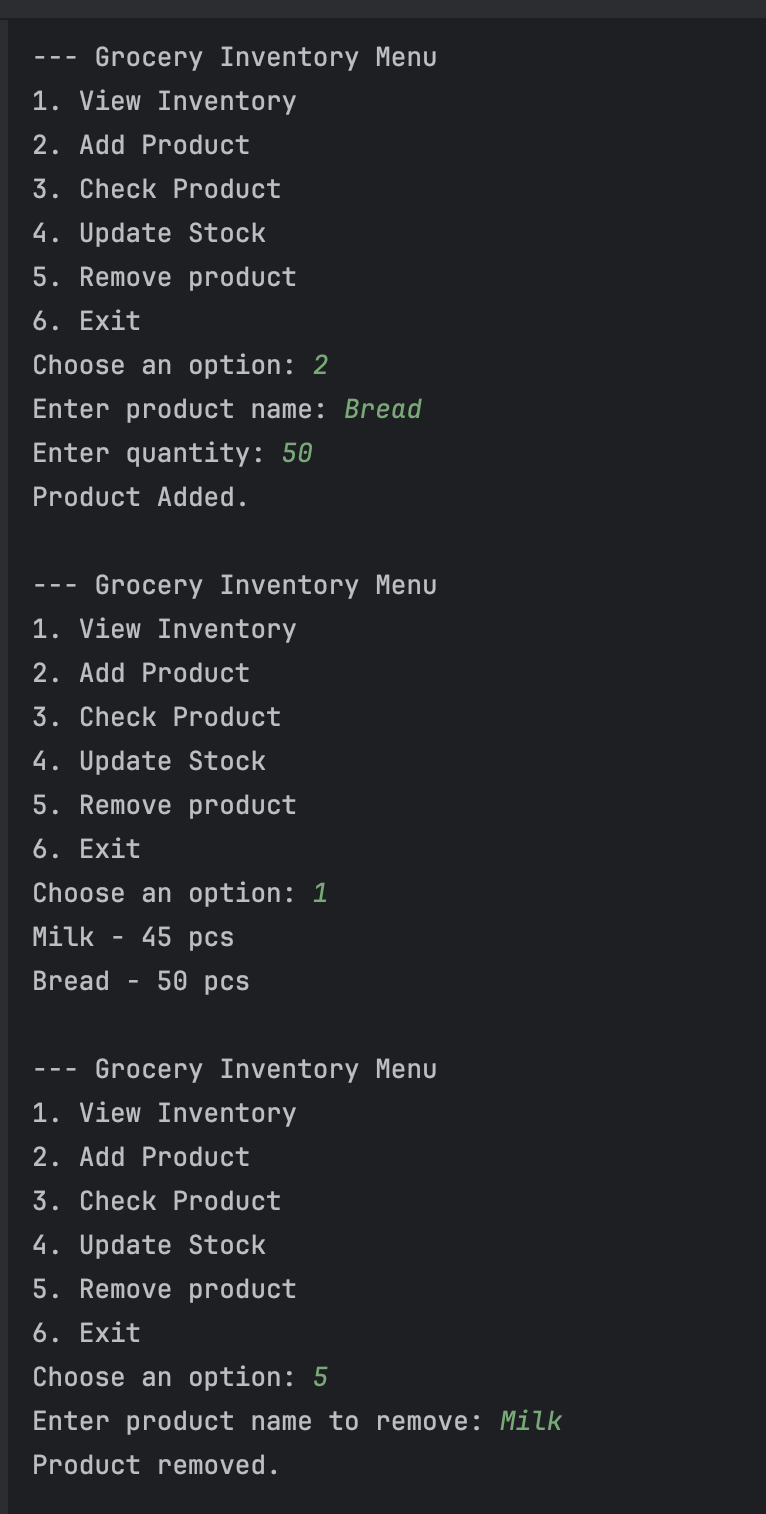 --- Grocery Inventory Menu
1. View Inventory
2. Add Product
3. Check Product
4. Update Stock
5. Remove product
6. Exit
Choose an option: 2
Enter product name: Bread
Enter quantity: 50
Product Added.

--- Grocery Inventory Menu
1. View Inventory
2. Add Product
3. Check Product
4. Update Stock
5. Remove product
6. Exit
Choose an option: 1
Milk - 45 pcs
Bread - 50 pcs

--- Grocery Inventory Menu
1. View Inventory
2. Add Product
3. Check Product
4. Update Stock
5. Remove product
6. Exit
Choose an option: 5
Enter product name to remove: Milk
Product removed.